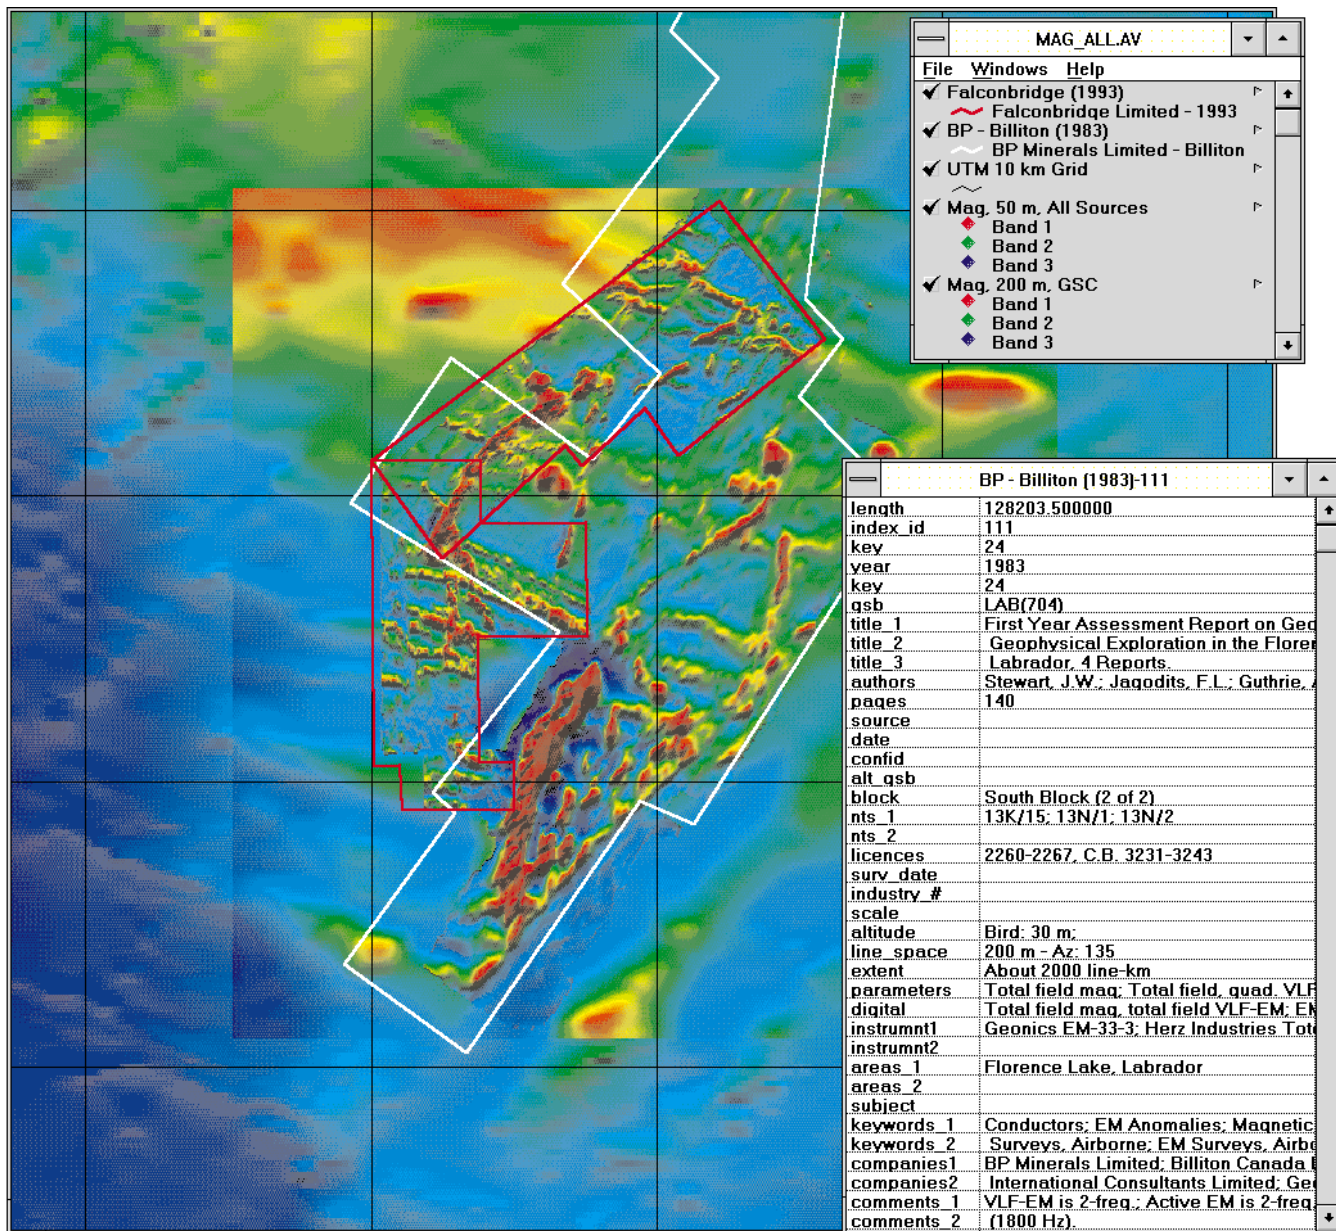 MAG_ALL.AV
File Windows Help
Falconbridge (1993)
Falconbridge Limited - 1993
BP - Billiton (1983)
BP Minerals Limited - Billiton
UTM 10 km Grid
Mag, 50 m, All Sources
Band 1
Band 2
Band 3
Mag, 200 m, GSC
Band 1
Band 2
Band 3
BP - Billiton (1983)-111
length 128203.500000
index_id 111
key 24
year 1983
key 24
gsb LAB(704)
title_1 First Year Assessment Report on Geo
title_2 Geophysical Exploration in the Floren
title_3 Labrador, 4 Reports.
authors Stewart, J.W.; Jagodits, F.L.; Guthrie,
pages 140
source
date
confid
alt_gsb
block South Block (2 of 2)
nts_1 13K/15; 13N/1; 13N/2
nts_2
licences 2260-2267, C.B. 3231-3243
surv_date
industry_#
scale
altitude Bird: 30 m;
line_space 200 m - Az: 135
extent About 2000 line-km
parameters Total field mag; Total field, quad. VLF
digital Total field mag, total field VLF-EM; EM
instrumnt1 Geonics EM-33-3; Herz Industries Tot
instrumnt2
areas_1 Florence Lake, Labrador
areas_2
subject
keywords_1 Conductors; EM Anomalies; Magnetic
keywords_2 Surveys, Airborne; EM Surveys, Airbo
companies1 BP Minerals Limited; Billiton Canada
companies2 International Consultants Limited; Geo
comments_1 VLF-EM is 2-freq.; Active EM is 2-freq
comments_2 (1800 Hz).